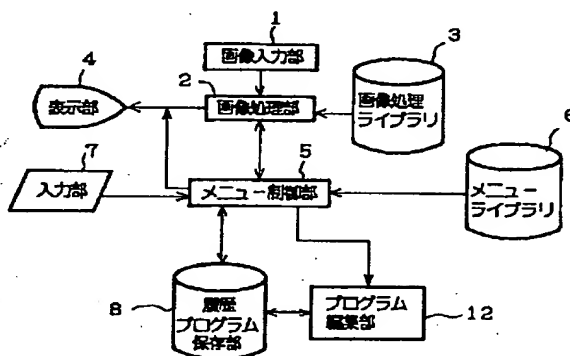 1
画像入力部
2
画像処理部
3
画像処理
ライブラリ
4
表示部
5
メニュー制御部
6
メニュー
ライブラリ
7
入力部
8
履歴
プログラム
保存部
プログラム
編集部
12